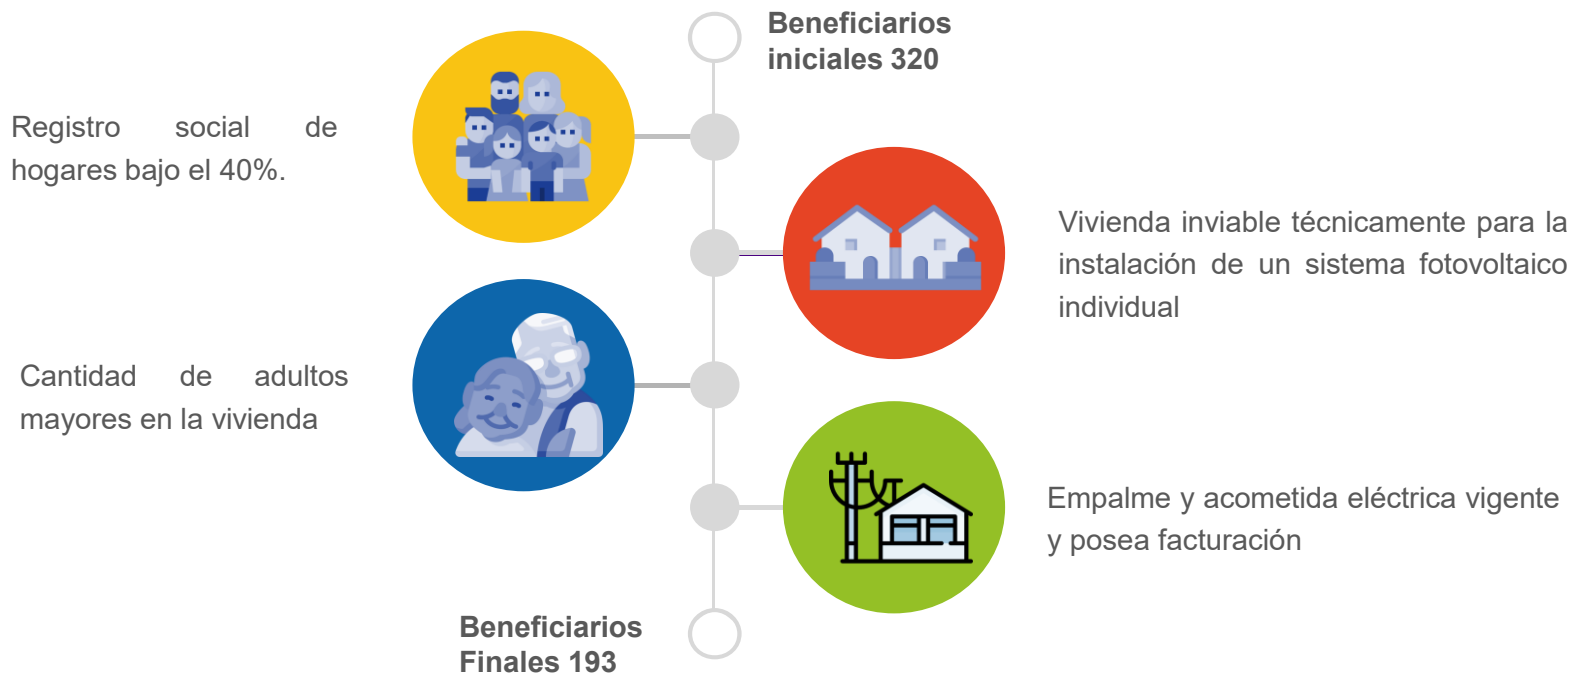 Beneficiarios
iniciales 320
Registro social de
hogares bajo el 40%.
Vivienda inviable técnicamente para la
instalación de un sistema fotovoltaico
individual
Cantidad de adultos
mayores en la vivienda
Empalme y acometida eléctrica vigente
y posea facturación
Beneficiarios
Finales 193